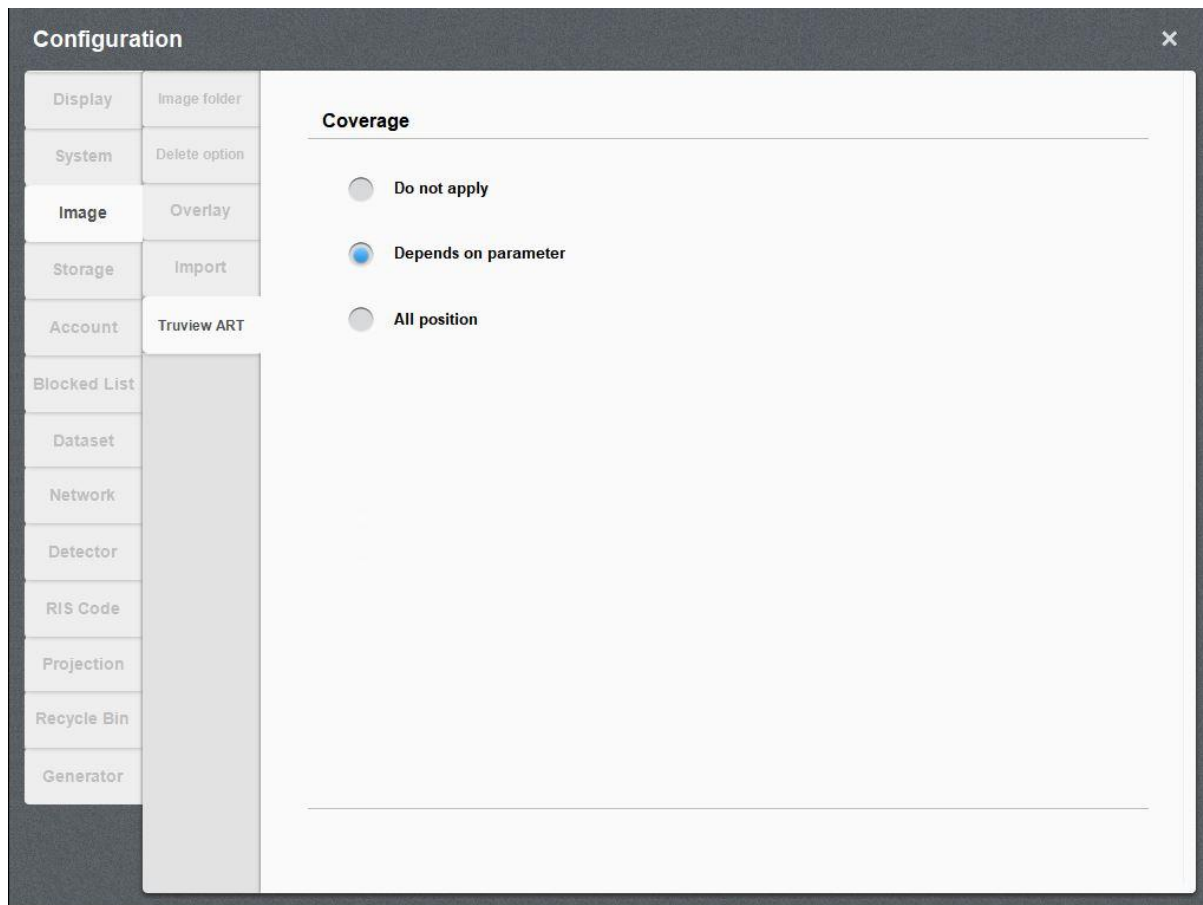 Configuration
Display
System
Image
Storage
Account
Blocked List
Dataset
Network
Detector
RIS Code
Projection
Recycle Bin
Generator
Image folder
Delete option
Overlay
Import
Truview ART
Coverage
Do not apply
Depends on parameter
All position